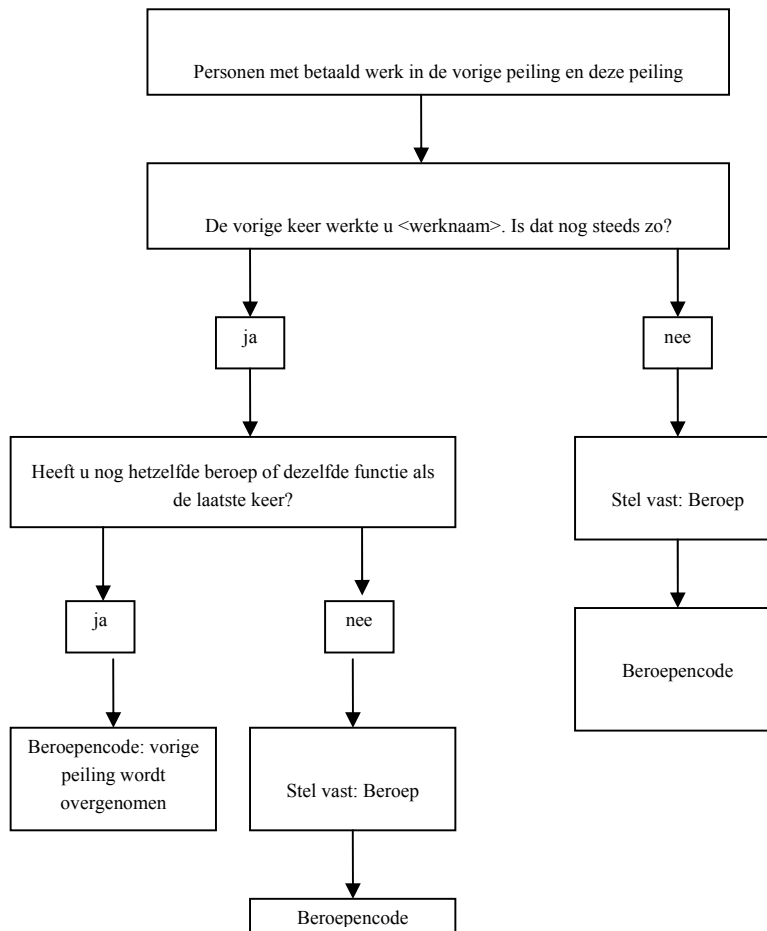 Personen met betaald werk in de vorige peiling en deze peiling
De vorige keer werkte u <werknaam>. Is dat nog steeds zo?
ja
nee
Heeft u nog hetzelfde beroep of dezelfde functie als
de laatste keer?
Stel vast: Beroep
ja
nee
Beroepencode
Beroepencode: vorige
peiling wordt
overgenomen
Stel vast: Beroep
Beroepencode